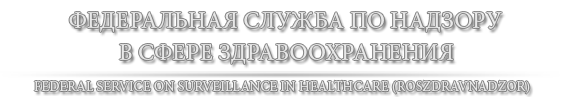 ФЕДЕРАЛЬНАЯ СЛУЖБА ПО НАДЗОРУ
В СФЕРЕ ЗДРАВООХРАНЕНИЯ
FEDERAL SERVICE ON SURVEILLANCE IN HEALTHCARE (ROSZDRAVNADZOR)